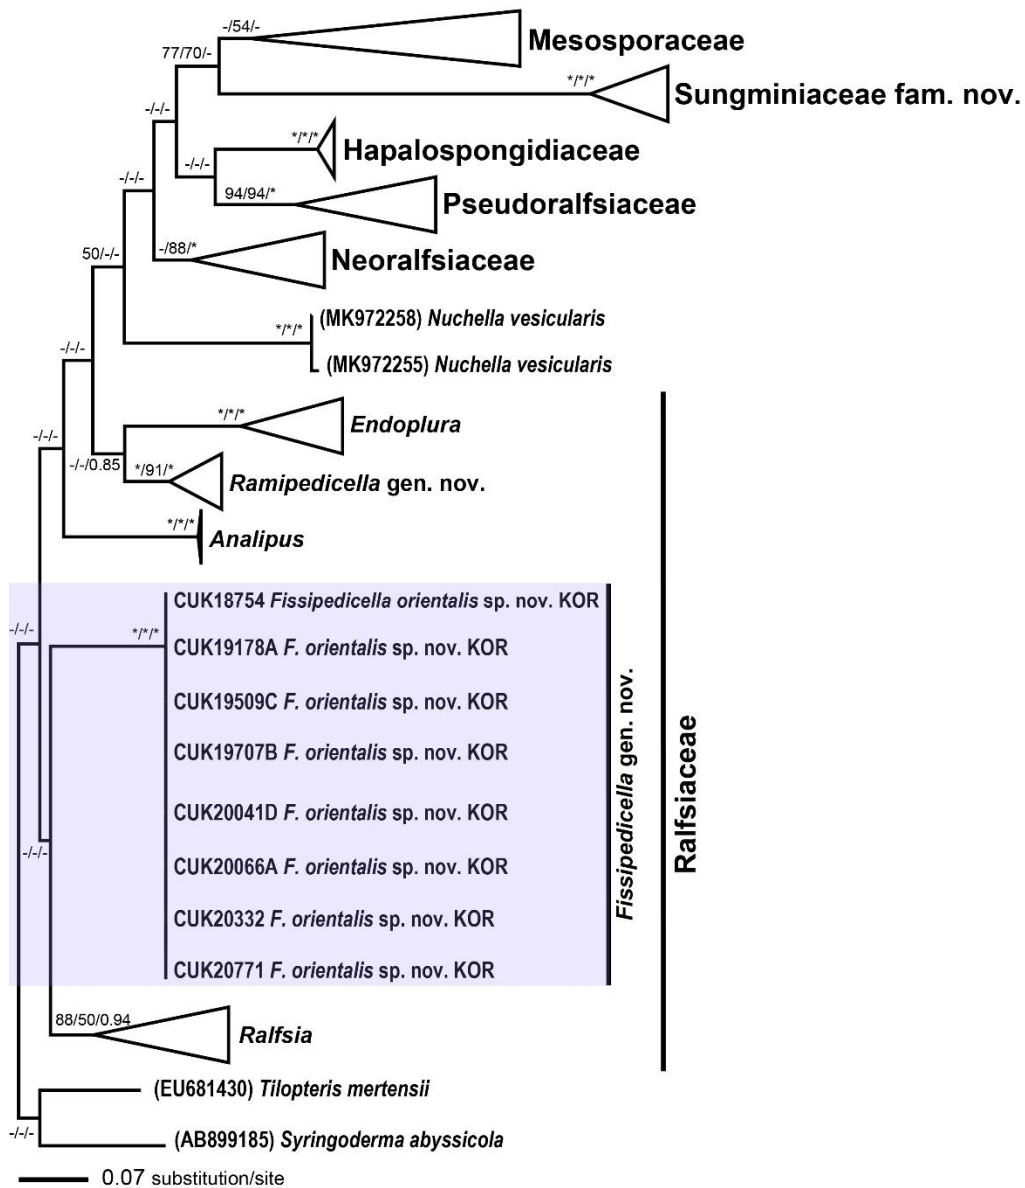 -/54/-
Mesosporaceae
77/70/-
*/*/*
Sungminiaceae fam. nov.
-/-/-
*/*/*
Hapalospongidiaceae
-/-/-
-/-/-
94/94/*
Pseudoralfsiaceae
50/-/-
-/88/*
Neoralfsiaceae
(MK972258) Nuchella vesicularis
*/*/*
-/-/-
(MK972255) Nuchella vesicularis
*/*/*
Endoplura
-/-/-
-/-/0.85
*/91/*
Ramipedicella gen. nov.
*/*/*
Analipus
CUK18754 Fissipedicella orientalis sp. nov. KOR
-/-/-
*/*/*
CUK19178A F. orientalis sp. nov. KOR
CUK19509C F. orientalis sp. nov. KOR
CUK19707B F. orientalis sp. nov. KOR
CUK20041D F. orientalis sp. nov. KOR
-/-/-
CUK20066A F. orientalis sp. nov. KOR
CUK20332 F. orientalis sp. nov. KOR
CUK20771 F. orientalis sp. nov. KOR
Fissipedicella gen. nov.
Ralfsiaceae
88/50/0.94
Ralfsia
(EU681430) Tilopteris mertensii
-/-/-
(AB899185) Syringoderma abyssicola
0.07 substitution/site